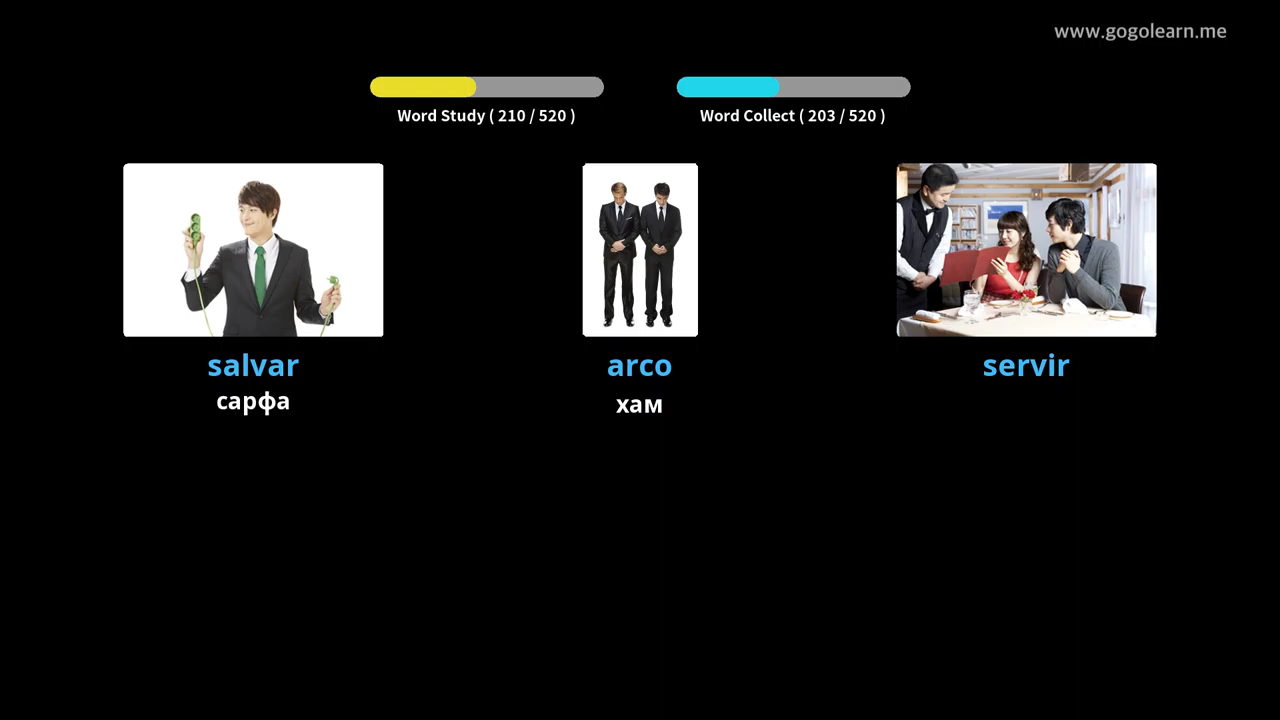 www.gogolearn.me
Word Study ( 210 / 520 )
Word Collect ( 203 / 520 )
salvar
arco
servir
сарфа
хам